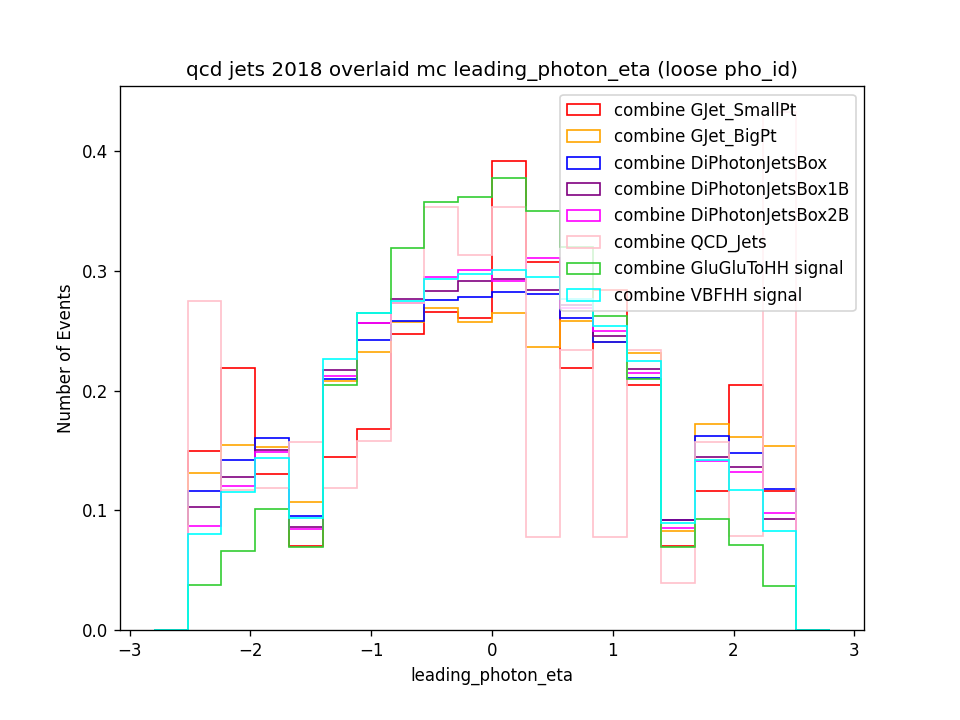 qcd jets 2018 overlaid mc leading_photon_eta (loose pho_id)
combine GJet_SmallPt
combine GJet_BigPt
combine DiPhotonJetsBox
combine DiPhotonJetsBox1B
combine DiPhotonJetsBox2B
combine QCD_Jets
combine GluGluToHH signal
combine VBFHH signal
Number of Events
0.4
0.3
0.2
0.1
0.0
−3 −2 −1 0 1 2 3
leading_photon_eta